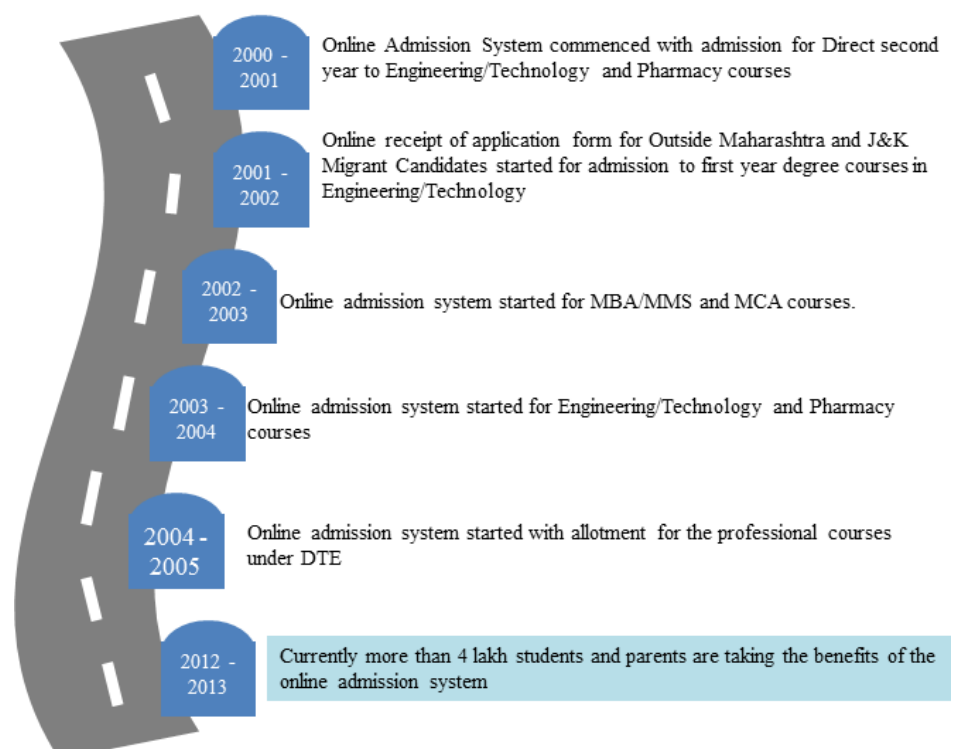 2000 -
2001
Online Admission System commenced with admission for Direct second
year to Engineering/Technology and Pharmacy courses
2001 -
2002
Online receipt of application form for Outside Maharashtra and J&K
Migrant Candidates started for admission to first year degree courses in
Engineering/Technology
2002 -
2003
Online admission system started for MBA/MMS and MCA courses.
2003 -
2004
Online admission system started for Engineering/Technology and Pharmacy
courses
2004 -
2005
Online admission system started with allotment for the professional courses
under DTE
2012 -
2013
Currently more than 4 lakh students and parents are taking the benefits of the
online admission system